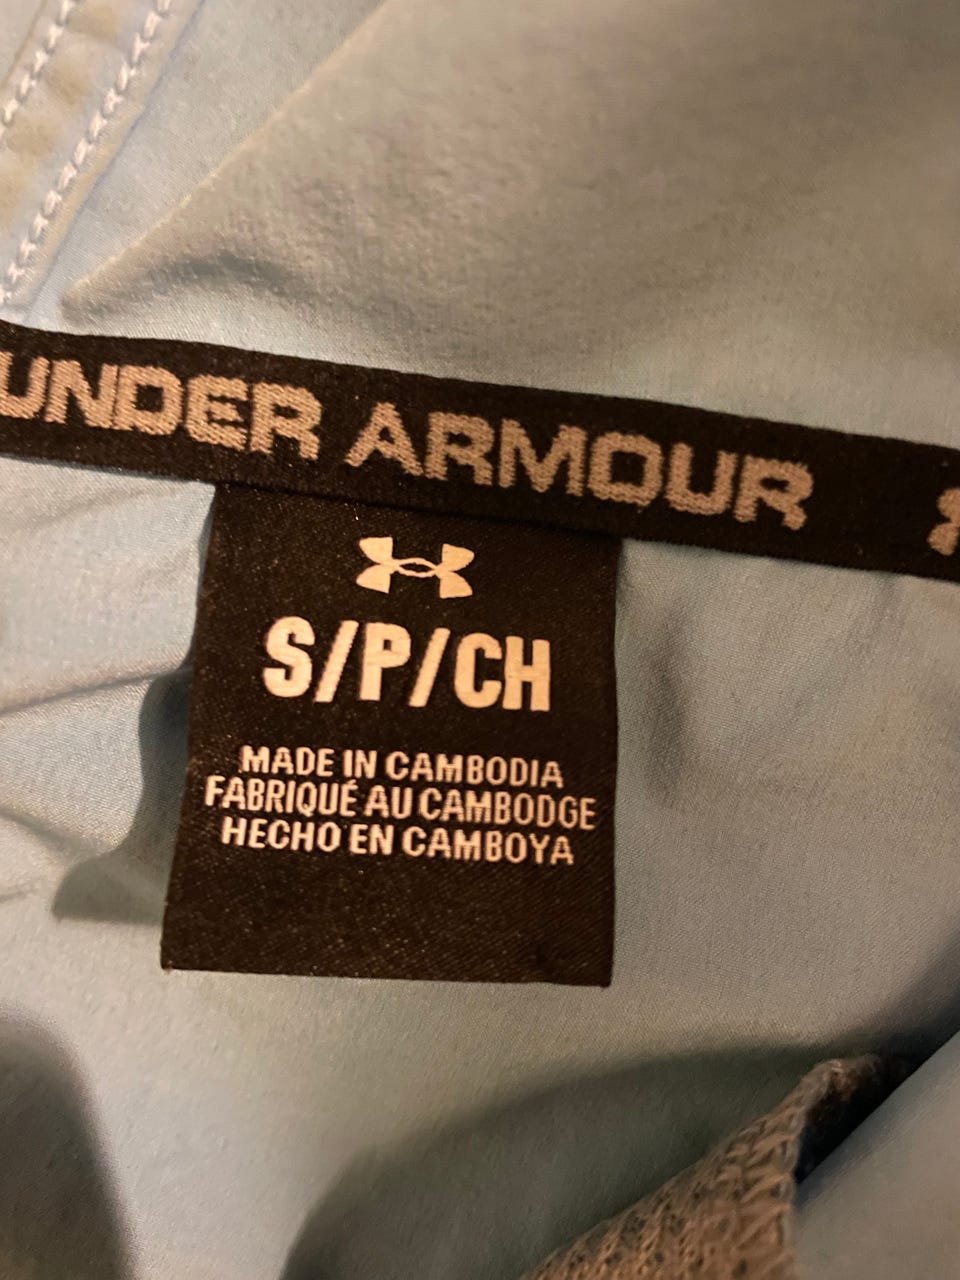 UNDER ARMOUR
S/P/CH
MADE IN CAMBODIA
FABRIQUÉ AU CAMBODGE
HECHO EN CAMBOYA